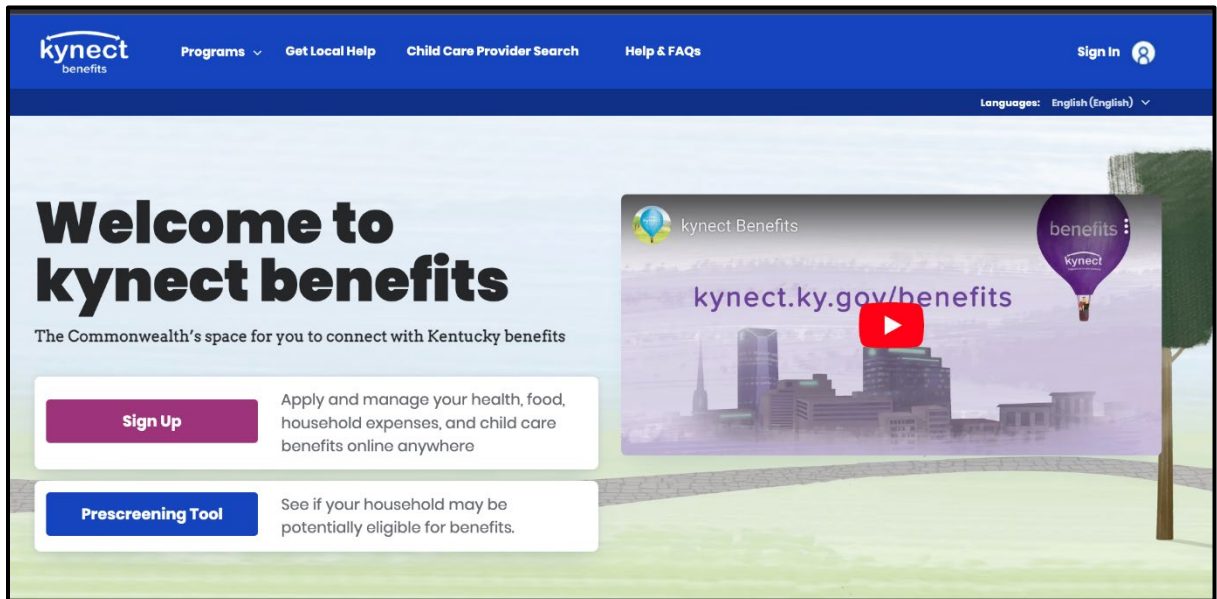 kynect
benefits
Programs
Get Local Help
Child Care Provider Search
Help & FAQs
Sign In
Languages: English (English)
Welcome to
kynect benefits
The Commonwealth's space for you to connect with Kentucky benefits
Sign Up
Apply and manage your health, food,
household expenses, and child care
benefits online anywhere
Prescreening Tool
See if your household may be
potentially eligible for benefits.
kynect Benefits
benefits
kynect
kynect.ky.gov/benefits